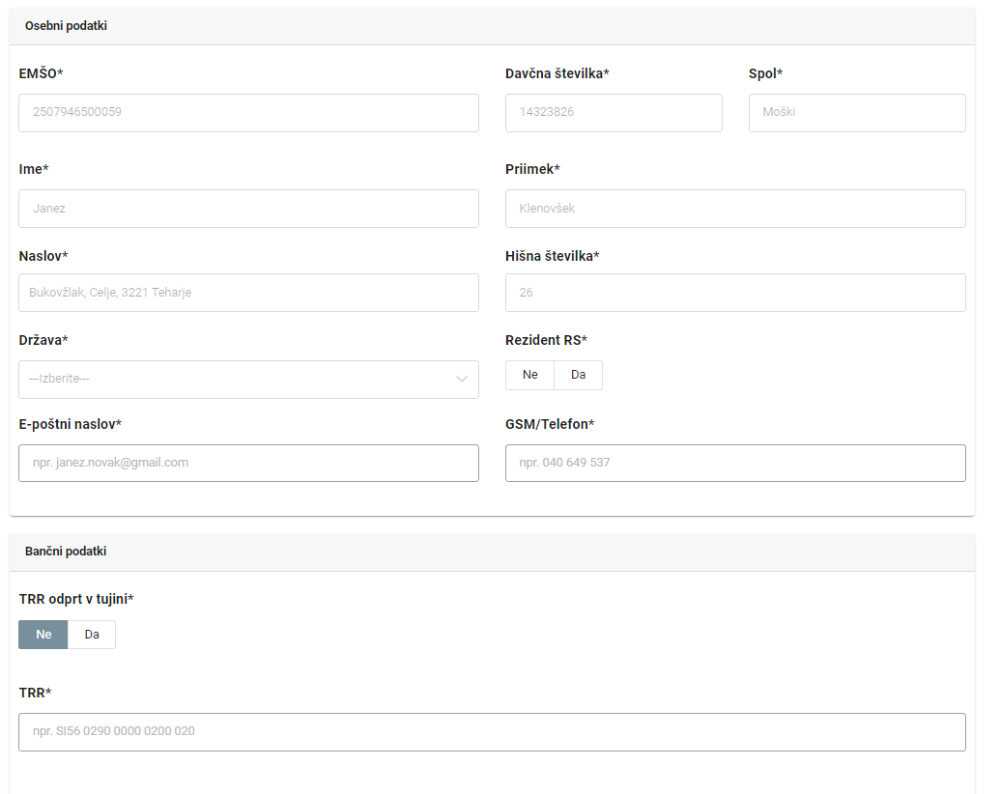 Osebni podatki
EMŠO* Davčna številka* Spol*
2507946500059 14323826 Moški
Ime* Priimek*
Janez Klenovšek
Naslov* Hišna številka*
Bukovžlak, Celje, 3221 Teharje 26
Država* Rezident RS*
---Izberite--- Ne Da
E-poštni naslov* GSM/Telefon*
npr. janez.novak@gmail.com npr. 040 649 537
Bančni podatki
TRR odprt v tujini*
Ne Da
TRR*
npr. SI56 0290 0000 0200 020